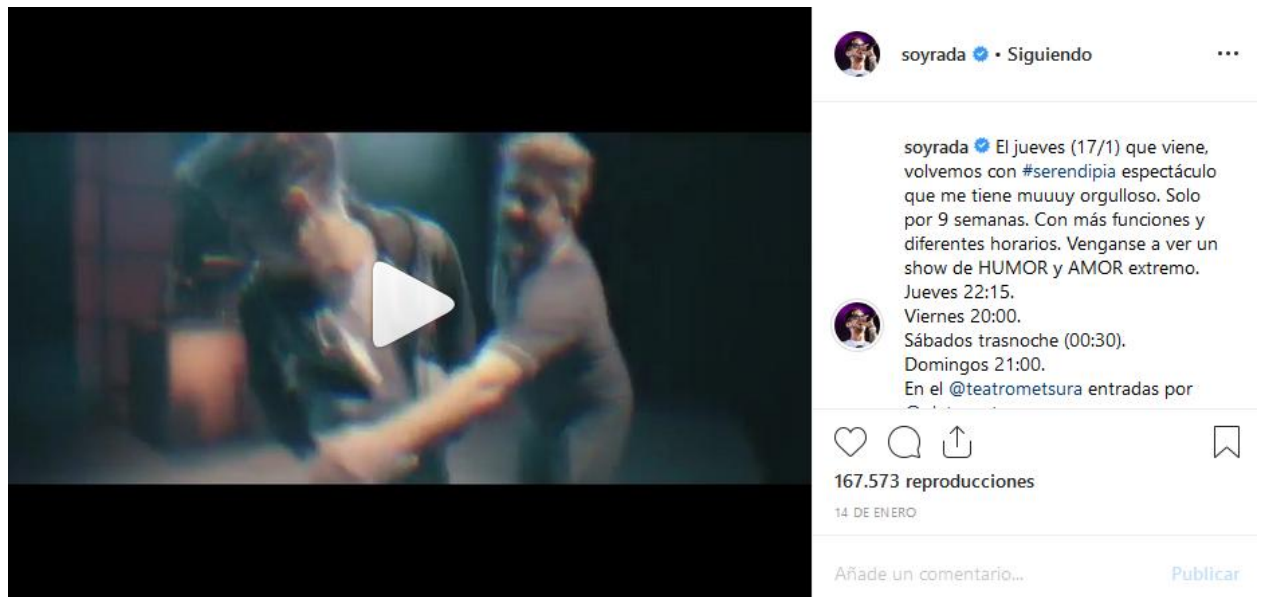 soyrada • Siguiendo
soyrada El jueves (17/1) que viene,
volvemos con #serendipia espectáculo
que me tiene muuuy orgulloso. Solo
por 9 semanas. Con más funciones y
diferentes horarios. Venganse a ver un
show de HUMOR y AMOR extremo.
Jueves 22:15.
Viernes 20:00.
Sábados trasnoche (00:30).
Domingos 21:00.
En el @teatrometsura entradas por
167.573 reproducciones
14 DE ENERO
Añade un comentario...
Publicar